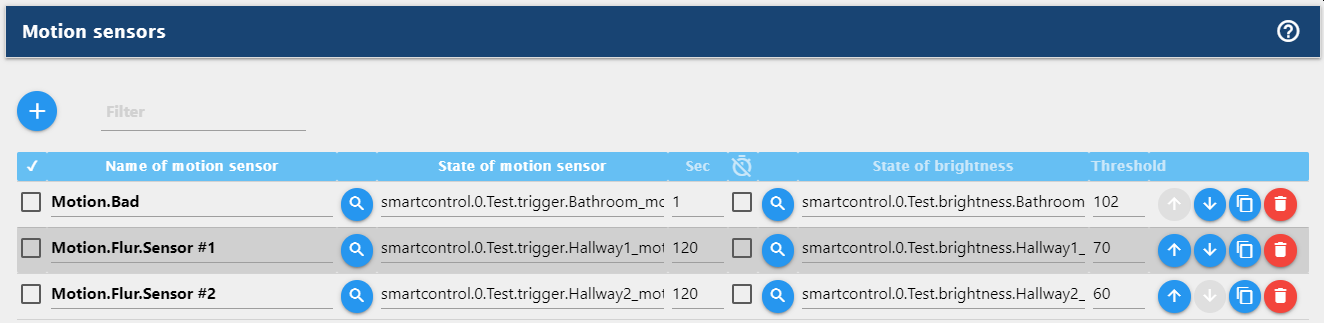 Motion sensors
Filter
✓ Name of motion sensor State of motion sensor Sec State of brightness Threshold
Motion.Bad smartcontrol.0.Test.trigger.Bathroom_mo 1 smartcontrol.0.Test.brightness.Bathroom 102
Motion.Flur.Sensor #1 smartcontrol.0.Test.trigger.Hallway1_mot 120 smartcontrol.0.Test.brightness.Hallway1_ 70
Motion.Flur.Sensor #2 smartcontrol.0.Test.trigger.Hallway2_mot 120 smartcontrol.0.Test.brightness.Hallway2_ 60